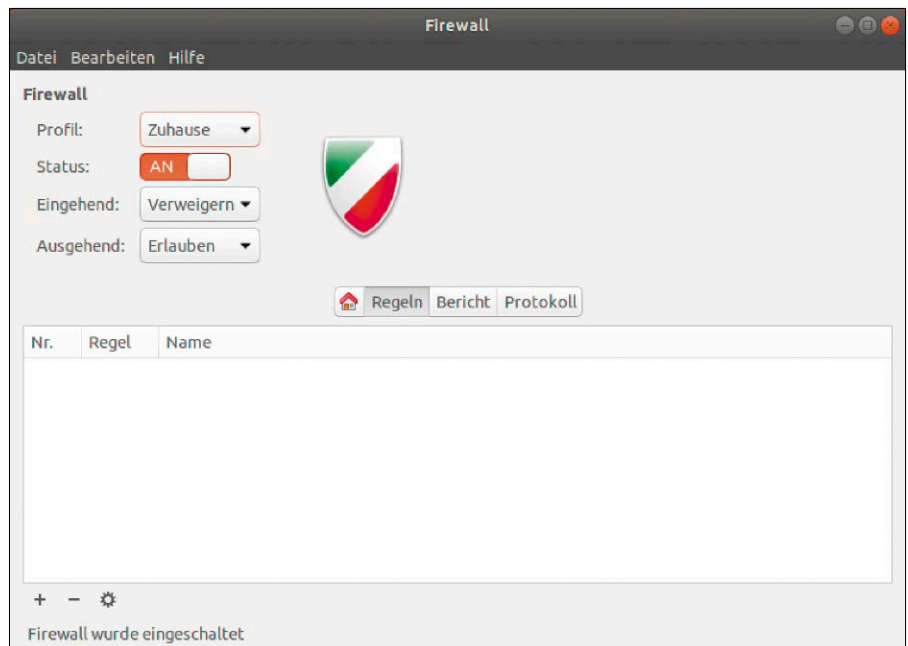 Firewall
Datei Bearbeiten Hilfe
Firewall
Profil: Zuhause
Status: AN
Eingehend: Verweigern
Ausgehend: Erlauben
Regeln Bericht Protokoll
Nr. Regel Name
Firewall wurde eingeschaltet